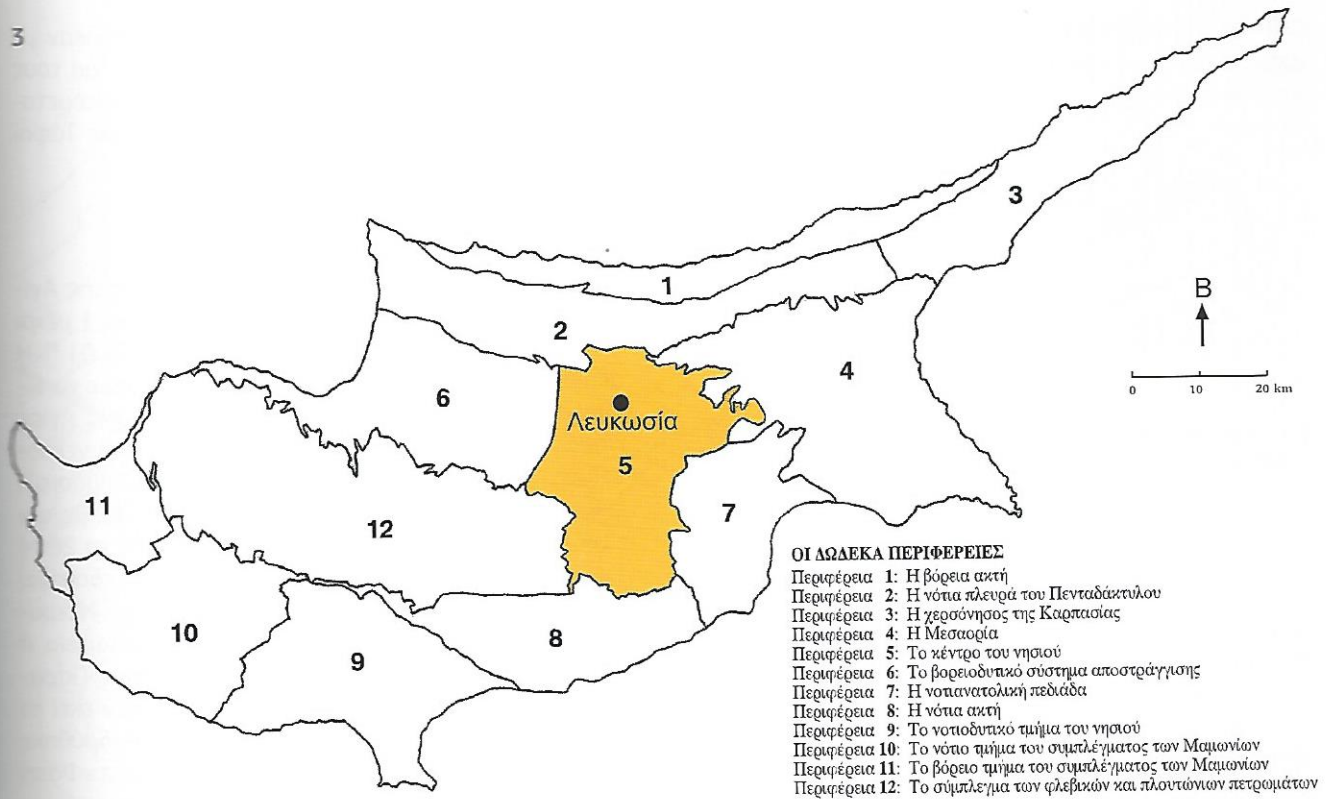 3
3
1
B
2
4
0 10 20 km
6
Λευκωσία
5
11
7
12
10
8
9
ΟΙ ΔΩΔΕΚΑ ΠΕΡΙΦΕΡΕΙΕΣ
Περιφέρεια 1: Η βόρεια ακτή
Περιφέρεια 2: Η νότια πλευρά του Πενταδάκτυλου
Περιφέρεια 3: Η χερσόνησος της Καρπασίας
Περιφέρεια 4: Η Μεσαορία
Περιφέρεια 5: Το κέντρο του νησιού
Περιφέρεια 6: Το βορειοδυτικό σύστημα αποστράγγισης
Περιφέρεια 7: Η νοτιανατολική πεδιάδα
Περιφέρεια 8: Η νότια ακτή
Περιφέρεια 9: Το νοτιοδυτικό τμήμα του νησιού
Περιφέρεια 10: Το νότιο τμήμα του συμπλέγματος των Μαμωνίων
Περιφέρεια 11: Το βόρειο τμήμα του συμπλέγματος των Μαμωνίων
Περιφέρεια 12: Το σύμπλεγμα των φλεβικών και πλουτώνιων πετρωμάτων